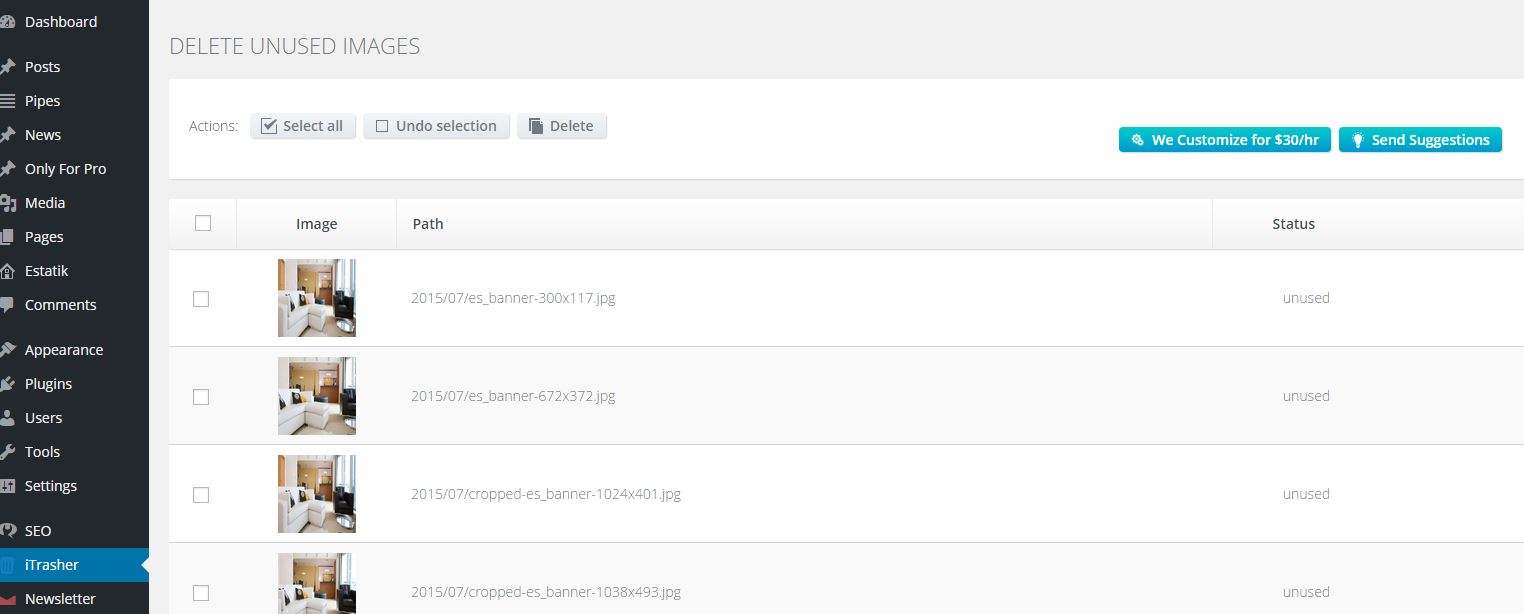 Dashboard
Posts
Pipes
News
Only For Pro
Media
Pages
Estatik
Comments
Appearance
Plugins
Users
Tools
Settings
SEO
iTrasher
Newsletter
DELETE UNUSED IMAGES
Actions: Select all Undo selection Delete
We Customize for $30/hr Send Suggestions
Image Path Status
2015/07/es_banner-300x117.jpg unused
2015/07/es_banner-672x372.jpg unused
2015/07/cropped-es_banner-1024x401.jpg unused
2015/07/cropped-es_banner-1038x493.jpg unused